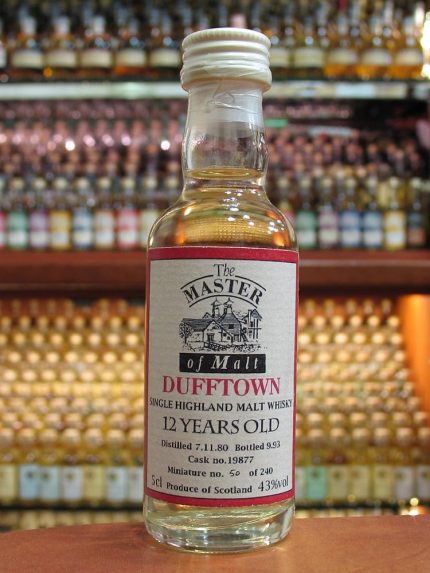 The
MASTER
of Malt
DUFFTOWN
SINGLE HIGHLAND MALT WHISKY
12 YEARS OLD
Distilled 7.11.80 Bottled 9.93
Cask no.19877
Miniature no. 50 of 240
5cl Produce of Scotland 43%vol